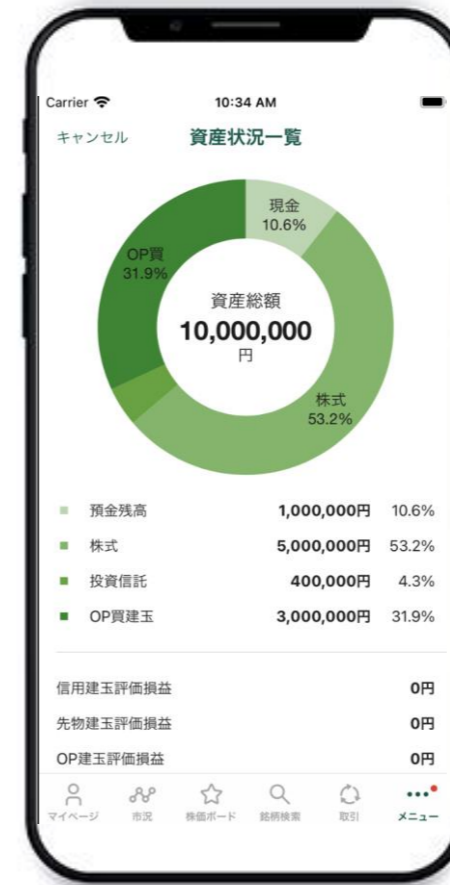 Carrier 10:34 AM
キャンセル 資産状況一覧
現金
10.6%
OP買
31.9%
資産総額
10,000,000
円
株式
53.2%
預金残高 1,000,000円 10.6%
株式 5,000,000円 53.2%
投資信託 400,000円 4.3%
OP買建玉 3,000,000円 31.9%
信用建玉評価損益 0円
先物建玉評価損益 0円
OP建玉評価損益 0円
マイページ 市況 株価ボード 銘柄検索 取引 メニュー